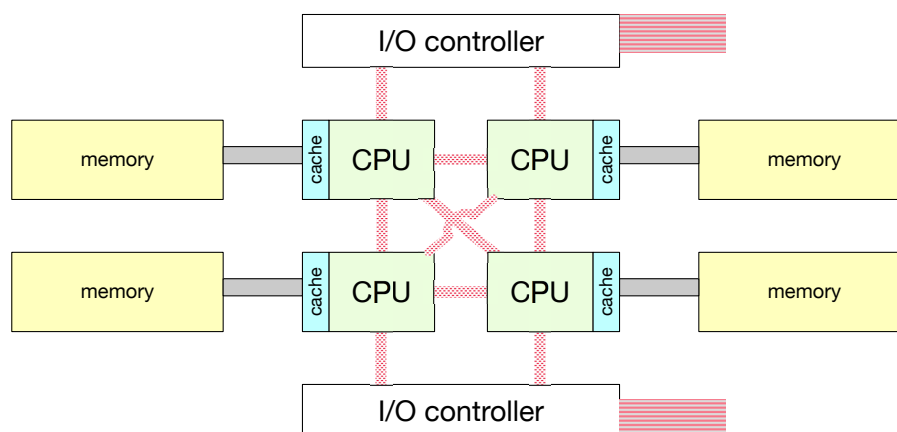 I/O controller
memory
cache
CPU
CPU
cache
memory
memory
cache
CPU
CPU
cache
memory
I/O controller